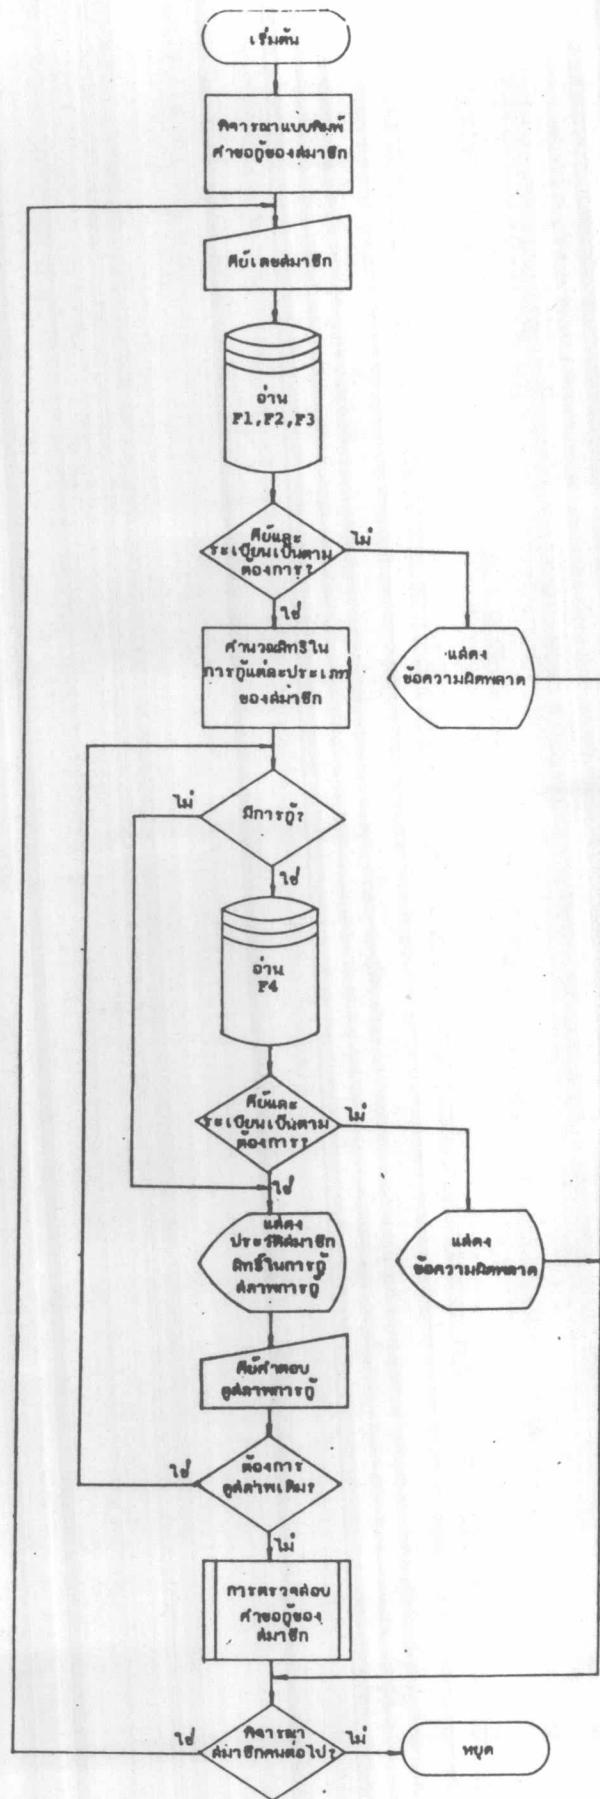 เริ่มต้น
พิจารณาแบบพิมพ์
คำขอกู้ของสมาชิก
คีย์เลขสมาชิก
อ่าน
F1,F2,F3
คีย์และ
ระเบียนเป็นตาม
ต้องการ?
ไม่
ใช่
คำนวณสิทธิใน
การกู้แต่ละประเภท
ของสมาชิก
แสดง
ข้อความผิดพลาด
มีการกู้?
ไม่
ใช่
อ่าน
F4
คีย์และ
ระเบียนเป็นตาม
ต้องการ?
ไม่
ใช่
แสดง
ประวัติสมาชิก
สิทธิ์ในการกู้
สภาพการกู้
แสดง
ข้อความผิดพลาด
คีย์คำตอบ
ดูสภาพการกู้
ต้องการ
ใช่
ไม่
การตรวจสอบ
คำขอกู้ของ
สมาชิก
พิจารณา
สมาชิกคนต่อไป?
ใช่
ไม่
หยุด